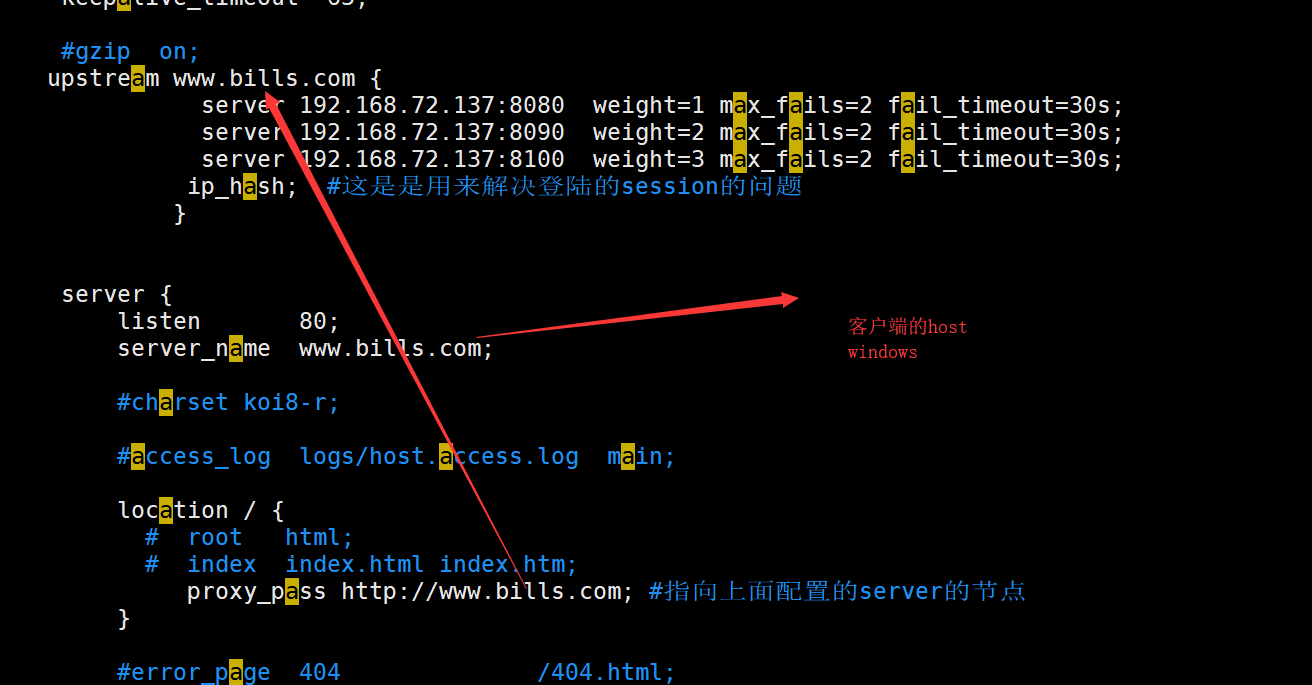 keepalive_timeout  65;
#gzip  on;
upstream www.bills.com {
server 192.168.72.137:8080  weight=1 max_fails=2 fail_timeout=30s;
server 192.168.72.137:8090  weight=2 max_fails=2 fail_timeout=30s;
server 192.168.72.137:8100  weight=3 max_fails=2 fail_timeout=30s;
ip_hash;  #这是是用来解决登陆的session的问题
}
server {
listen       80;
server_name  www.bills.com;
客户端的host
windows
#charset koi8-r;
#access_log  logs/host.access.log  main;
location / {
#  root   html;
#  index  index.html index.htm;
proxy_pass http://www.bills.com; #指向上面配置的server的节点
}
#error_page  404              /404.html;